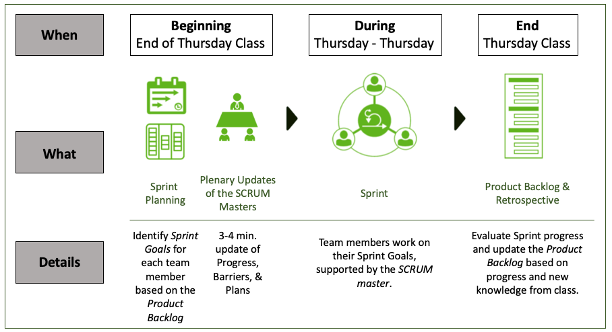 When
Beginning
End of Thursday Class
During
Thursday - Thursday
End
Thursday Class
What
Sprint
Planning
Plenary Updates
of the SCRUM
Masters
Sprint
Product Backlog &
Retrospective
Details
Identify Sprint
Goals for
each team
member
based on the
Product
Backlog
3-4 min.
update of
Progress,
Barriers, &
Plans
Team members work on
their Sprint Goals,
supported by the SCRUM
master.
Evaluate Sprint progress
and update the Product
Backlog based on
progress and new
knowledge from class.